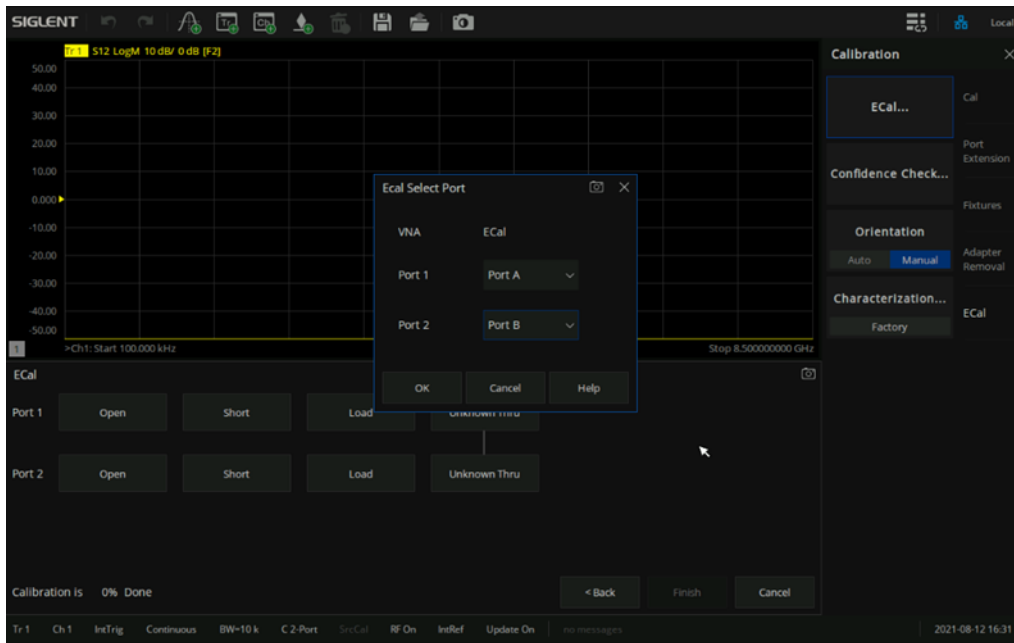 SIGLENT
Local
Tr 1 S12 LogM 10 dB/ 0 dB [F2]
50.00
40.00
30.00
20.00
10.00
0.000
-10.00
-20.00
-30.00
-40.00
-50.00
1
>Ch1: Start 100.000 kHz
Stop 8.500000000 GHz
Ecal Select Port
VNA ECal
Port 1 Port A
Port 2 Port B
OK Cancel Help
Calibration
ECal...
Confidence Check...
Orientation
Auto Manual
Characterization...
Factory
Cal
Port
Extension
Fixtures
Adapter
Removal
ECal
ECal
Port 1 Open Short Load Unknown Thru
Port 2 Open Short Load Unknown Thru
Calibration is 0% Done
< Back Finish Cancel
Tr 1 Ch 1 IntTrig Continuous BW=10 k C 2-Port SrcCal RF On IntRef Update On no messages 2021-08-12 16:31